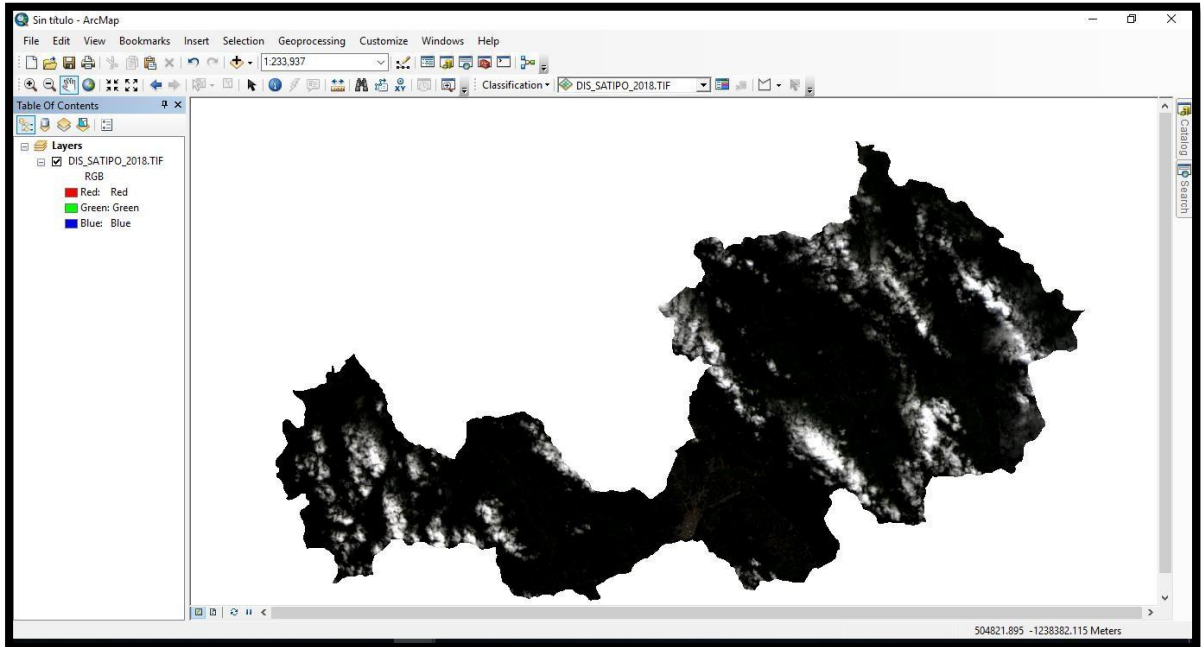 Sin título - ArcMap
File Edit View Bookmarks Insert Selection Geoprocessing Customize Windows Help
1:233,937
Classification DIS_SATIPO_2018.TIF
Table Of Contents
Layers
DIS_SATIPO_2018.TIF
RGB
Red: Red
Green: Green
Blue: Blue
Catalog
Search
504821.895 -1238382.115 Meters